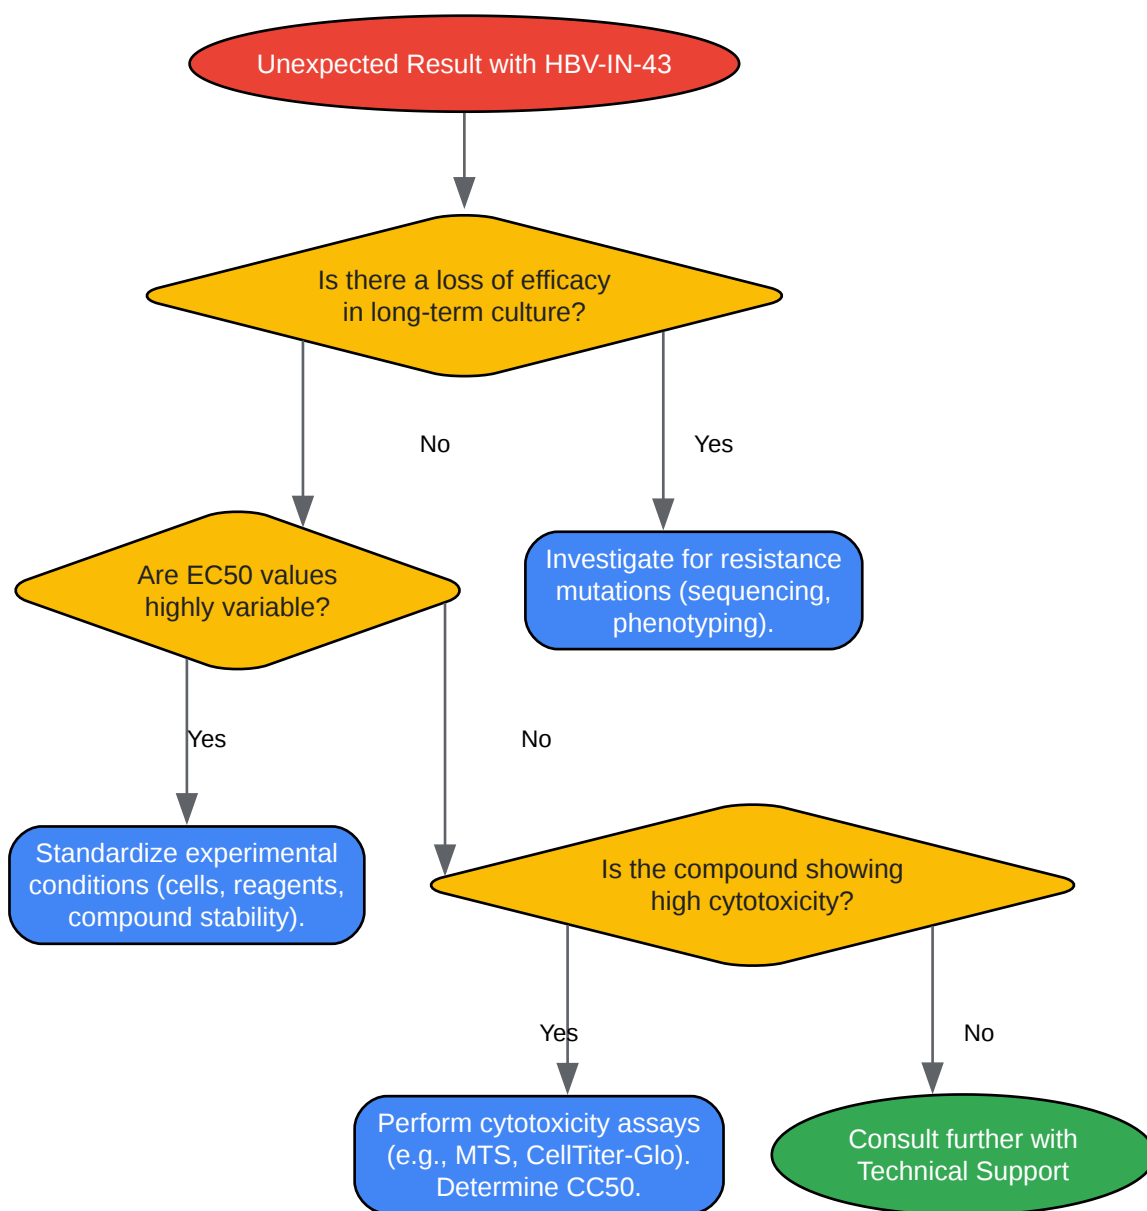 Unexpected Result with HBV-IN-43
Is there a loss of efficacy
in long-term culture?
No
Yes
Are EC50 values
highly variable?
Investigate for resistance
mutations (sequencing,
phenotyping).
Yes
No
Standardize experimental
conditions (cells, reagents,
compound stability).
Is the compound showing
high cytotoxicity?
Yes
No
Perform cytotoxicity assays
(e.g., MTS, CellTiter-Glo).
Determine CC50.
Consult further with
Technical Support